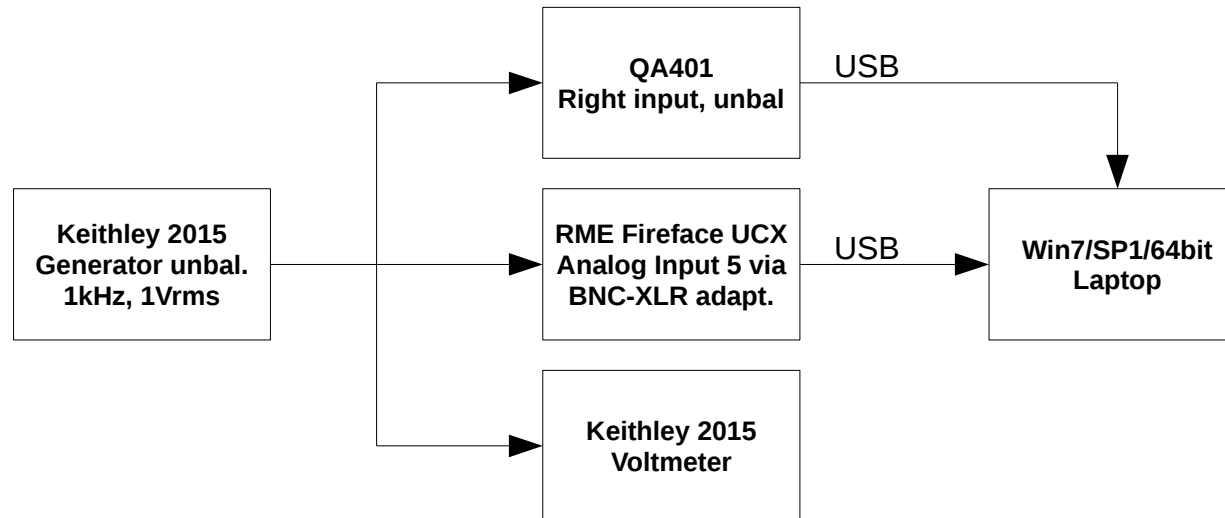 QA401
Right input, unbal
USB
Keithley 2015
Generator unbal.
1kHz, 1Vrms
RME Fireface UCX
Analog Input 5 via
BNC-XLR adapt.
USB
Win7/SP1/64bit
Laptop
Keithley 2015
Voltmeter